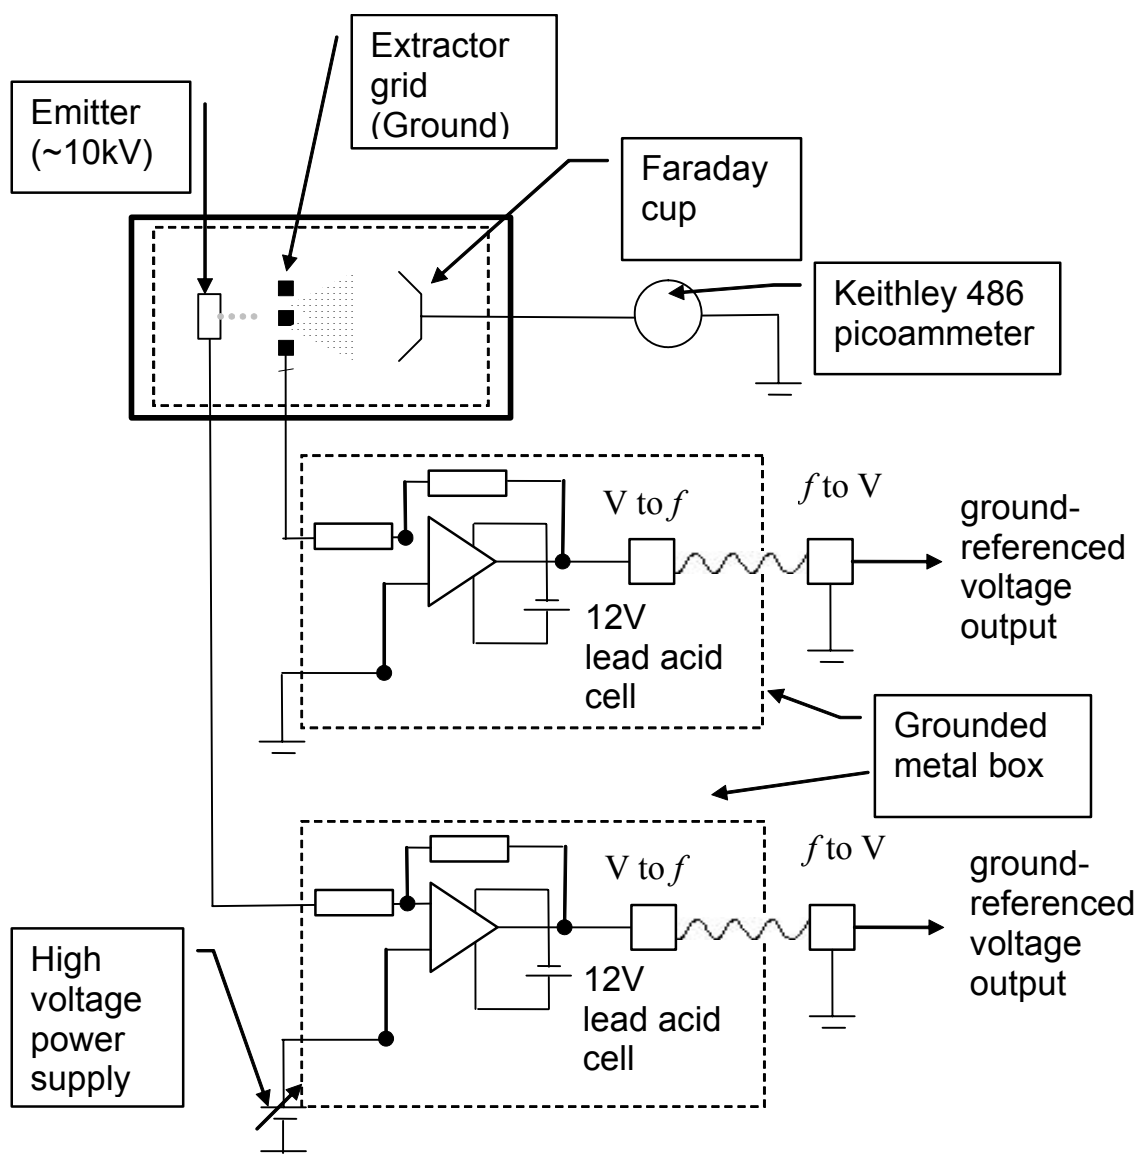 Extractor
grid
(Ground)
Emitter
(~10kV)
Faraday
cup
Keithley 486
picoammeter
V to f
f to V
ground-
referenced
voltage
output
12V
lead acid
cell
Grounded
metal box
V to f
f to V
ground-
referenced
voltage
output
12V
lead acid
cell
High
voltage
power
supply